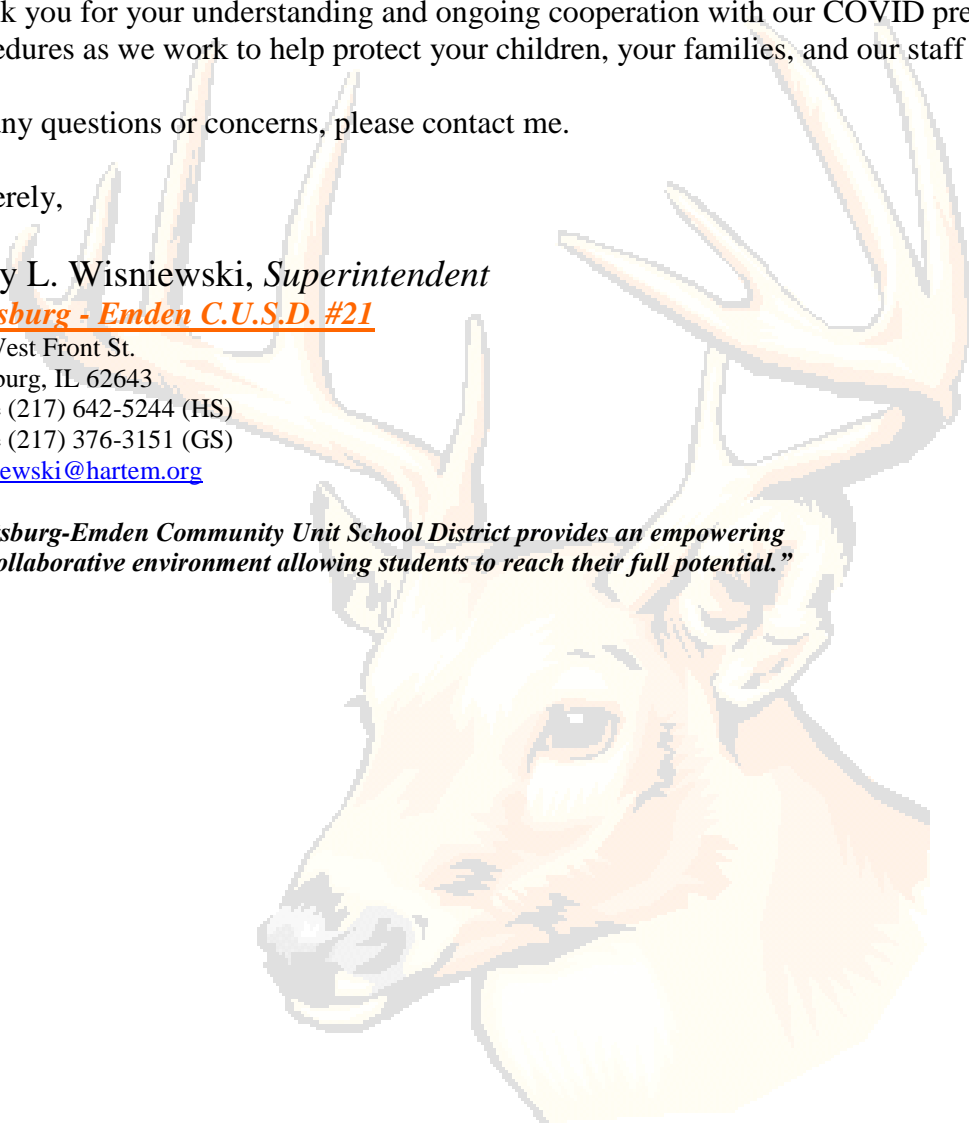 k you for your understanding and ongoing cooperation with our COVID pre
edures as we work to help protect your children, your families, and our staff
ny questions or concerns, please contact me.
erely,
y L. Wisniewski, Superintendent
sburg - Emden C.U.S.D. #21
West Front St.
burg, IL 62643
(217) 642-5244 (HS)
(217) 376-3151 (GS)
ewski@hartem.org
sburg-Emden Community Unit School District provides an empowering
ollaborative environment allowing students to reach their full potential.”